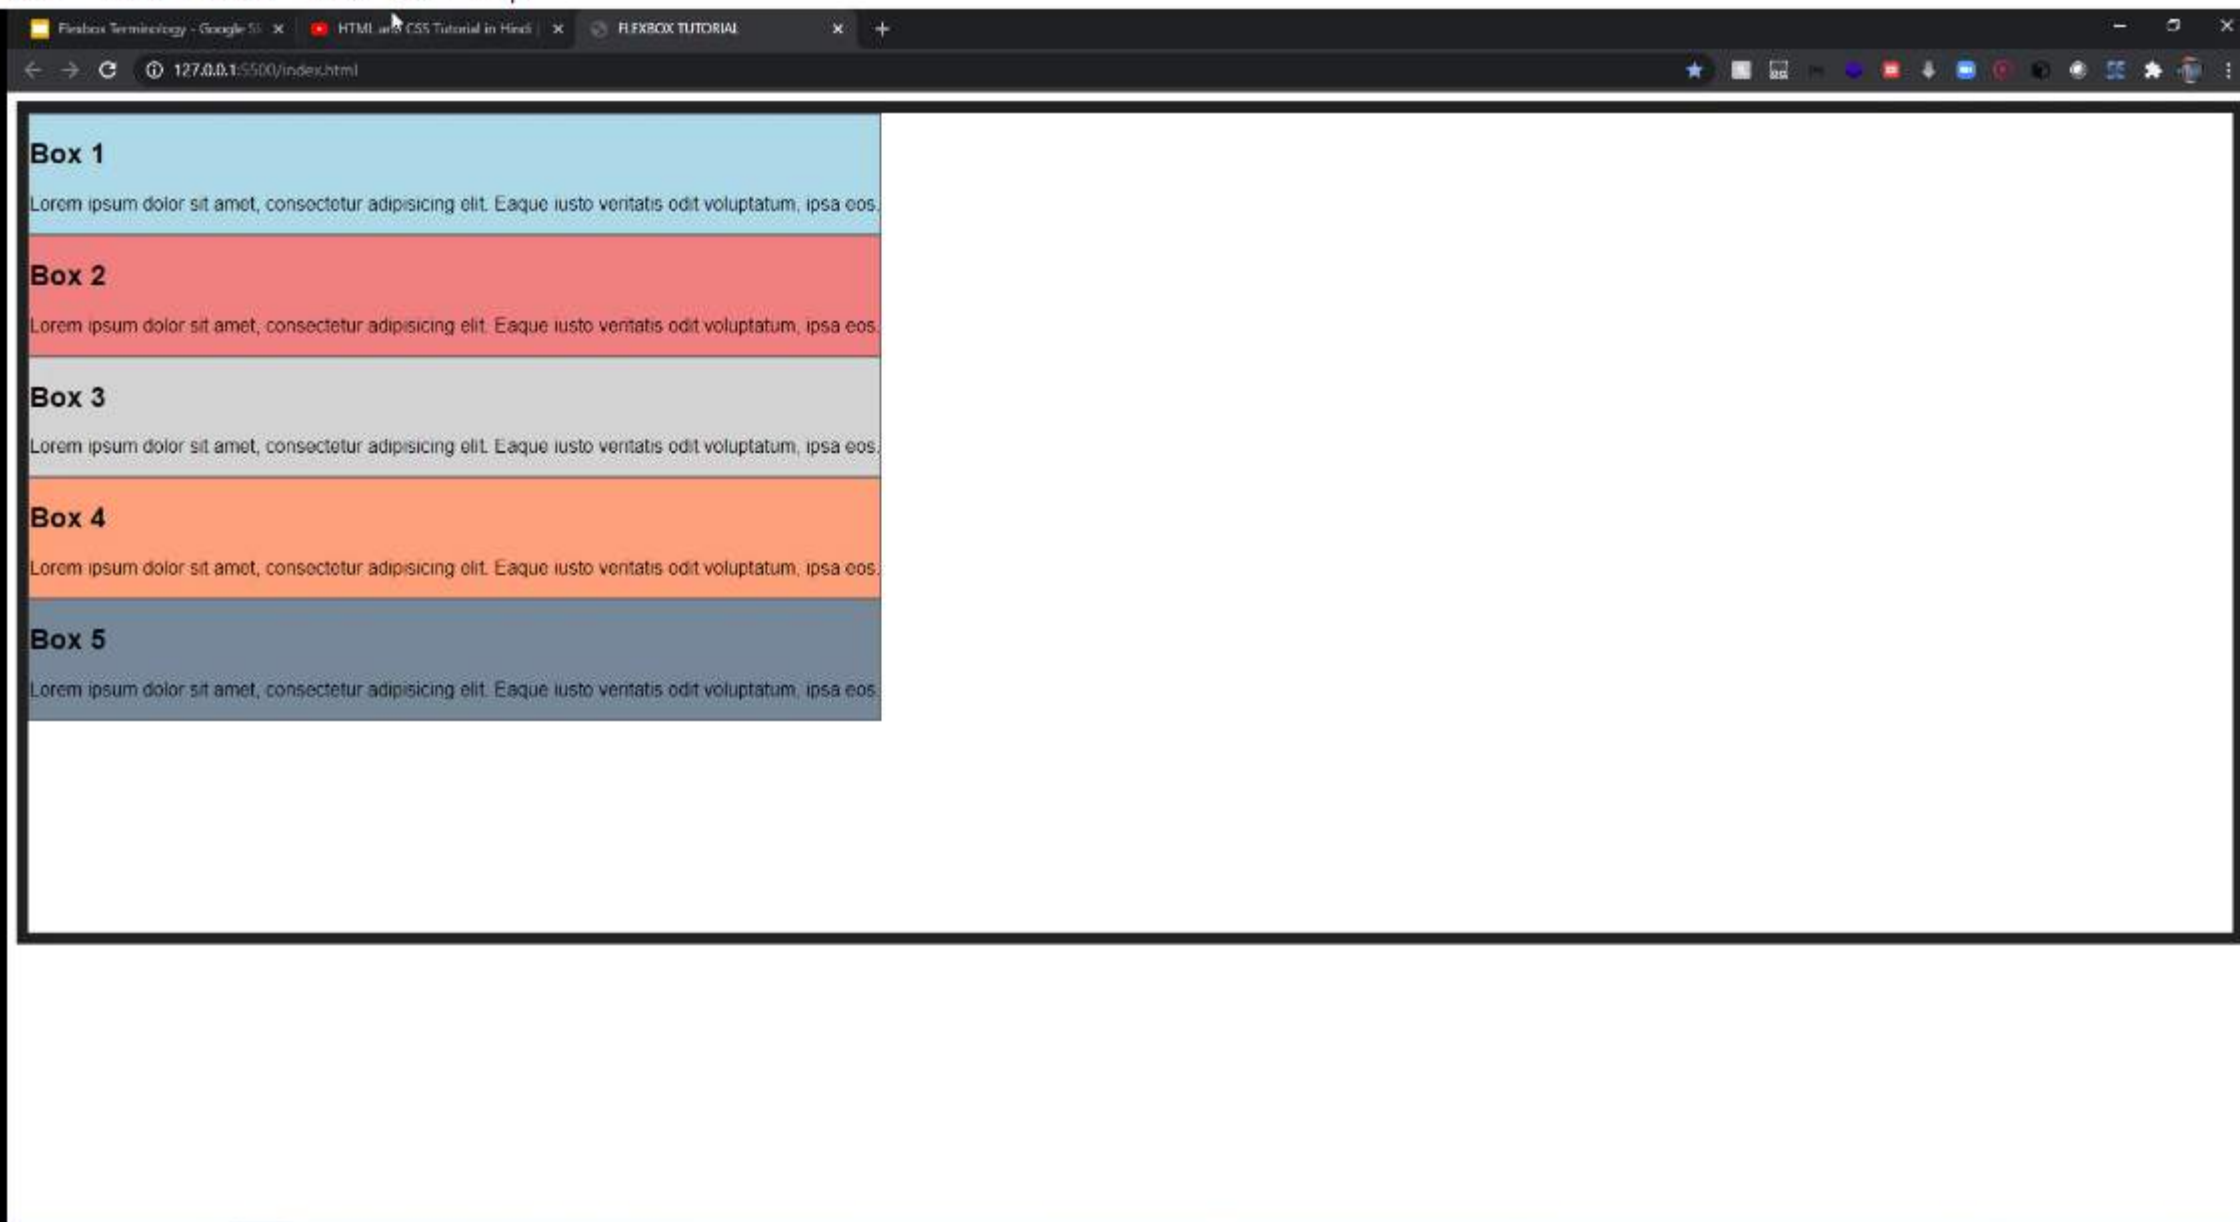 Flexbox Terminology - Google Sl
HTML and CSS Tutorial in Hindi
FLEXBOX TUTORIAL
127.0.0.1:5500/index.html
Box 1
Lorem ipsum dolor sit amet, consectetur adipisicing elit. Eaque iusto veritatis odit voluptatum, ipsa eos.
Box 2
Lorem ipsum dolor sit amet, consectetur adipisicing elit. Eaque iusto veritatis odit voluptatum, ipsa eos.
Box 3
Lorem ipsum dolor sit amet, consectetur adipisicing elit. Eaque iusto veritatis odit voluptatum, ipsa eos.
Box 4
Lorem ipsum dolor sit amet, consectetur adipisicing elit. Eaque iusto veritatis odit voluptatum, ipsa eos.
Box 5
Lorem ipsum dolor sit amet, consectetur adipisicing elit. Eaque iusto veritatis odit voluptatum, ipsa eos.